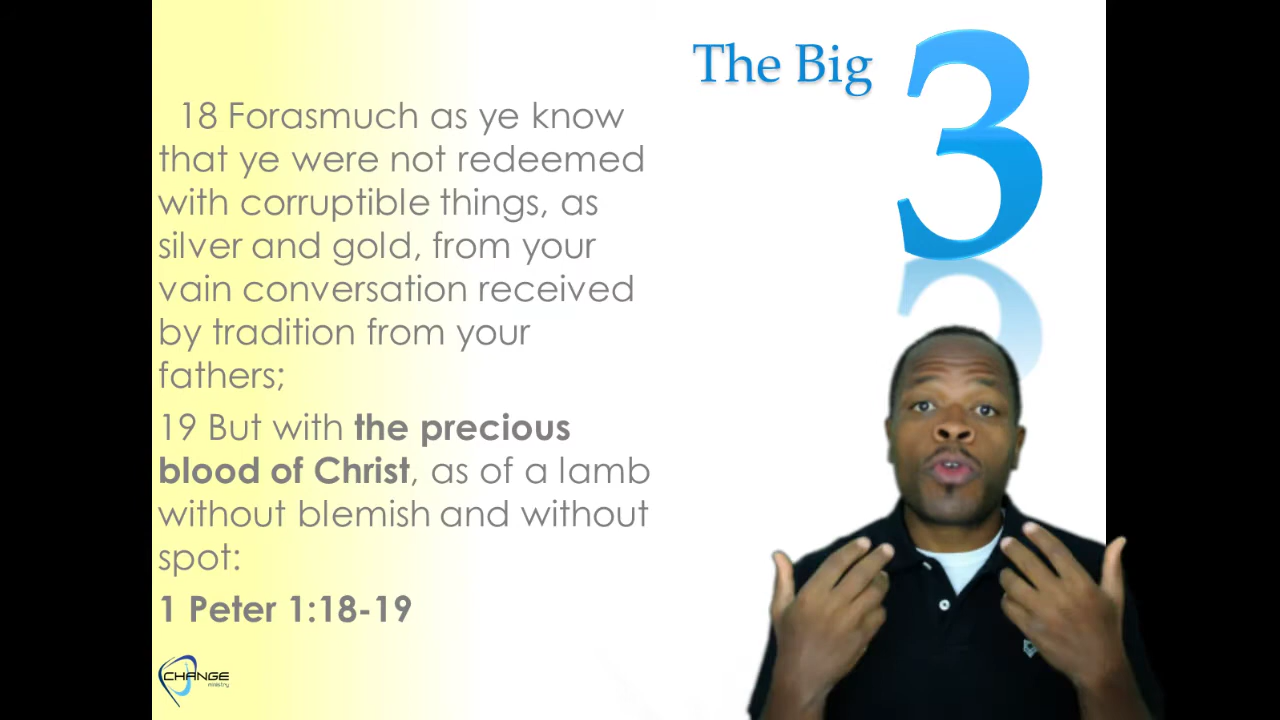 The Big 3
18 Forasmuch as ye know
that ye were not redeemed
with corruptible things, as
silver and gold, from your
vain conversation received
by tradition from your
fathers;
19 But with the precious
blood of Christ, as of a lamb
without blemish and without
spot:
1 Peter 1:18-19
CHANGE
ministry